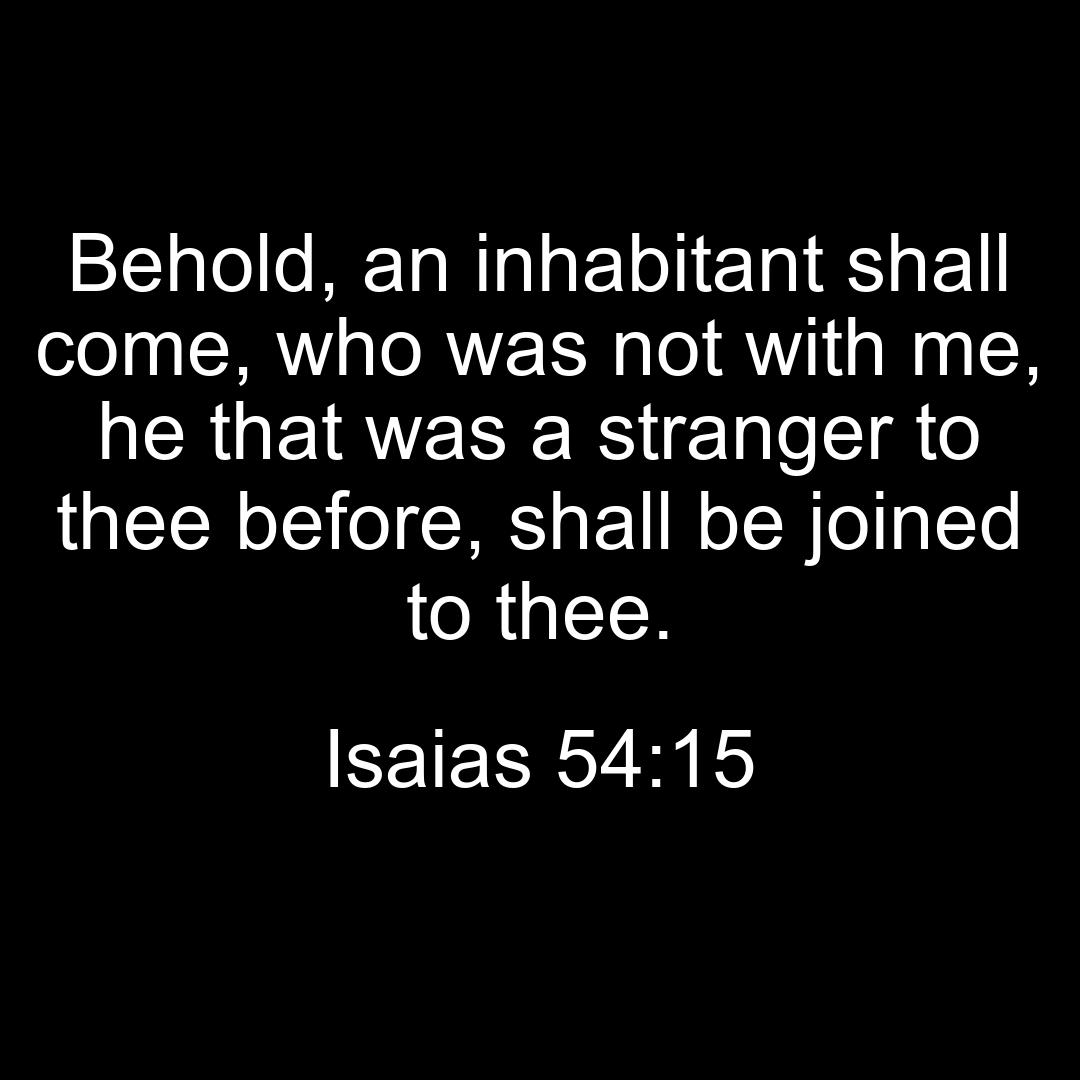 Behold, an inhabitant shall
come, who was not with me,
he that was a stranger to
thee before, shall be joined
to thee.
Isaias 54:15